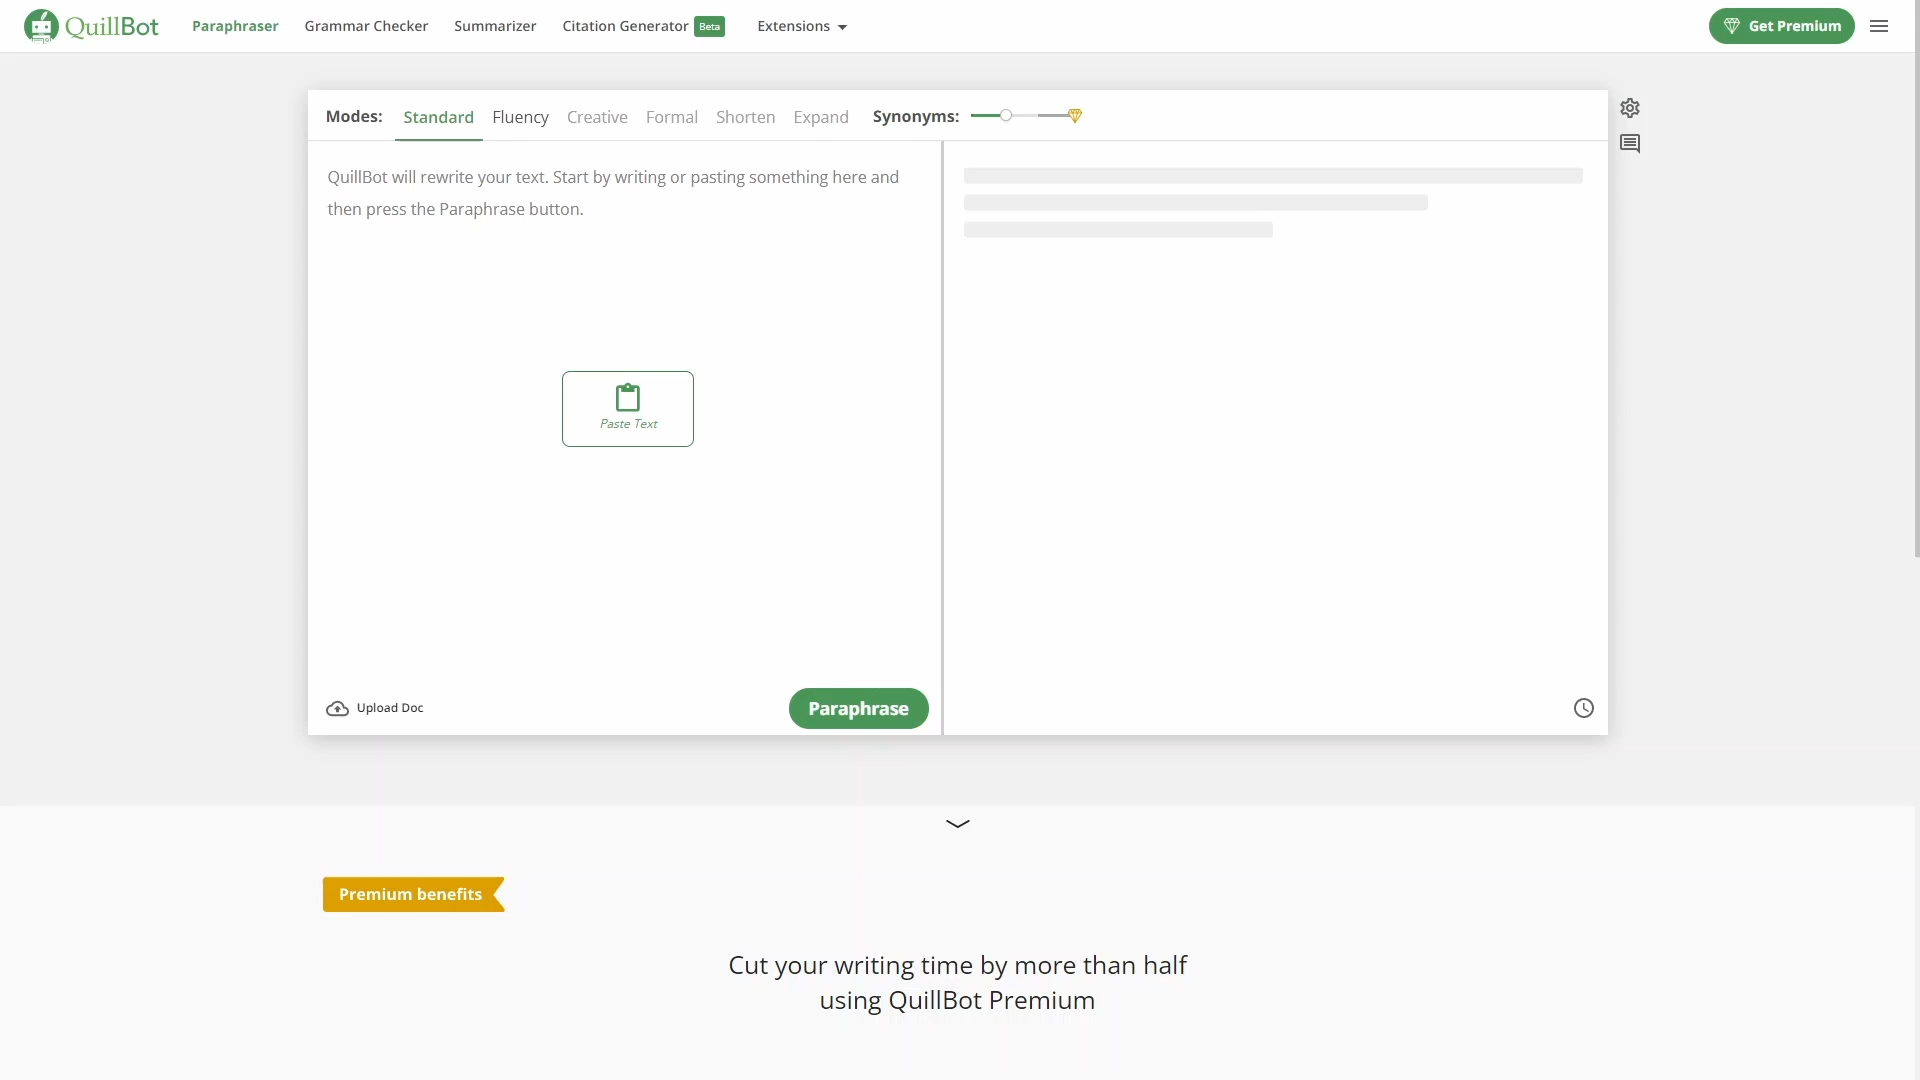 QuillBot Paraphraser Grammar Checker Summarizer Citation Generator Beta Extensions Get Premium
Modes: Standard Fluency Creative Formal Shorten Expand Synonyms:
QuillBot will rewrite your text. Start by writing or pasting something here and
then press the Paraphrase button.
Paste Text
Upload Doc Paraphrase
Premium benefits
Cut your writing time by more than half
using QuillBot Premium